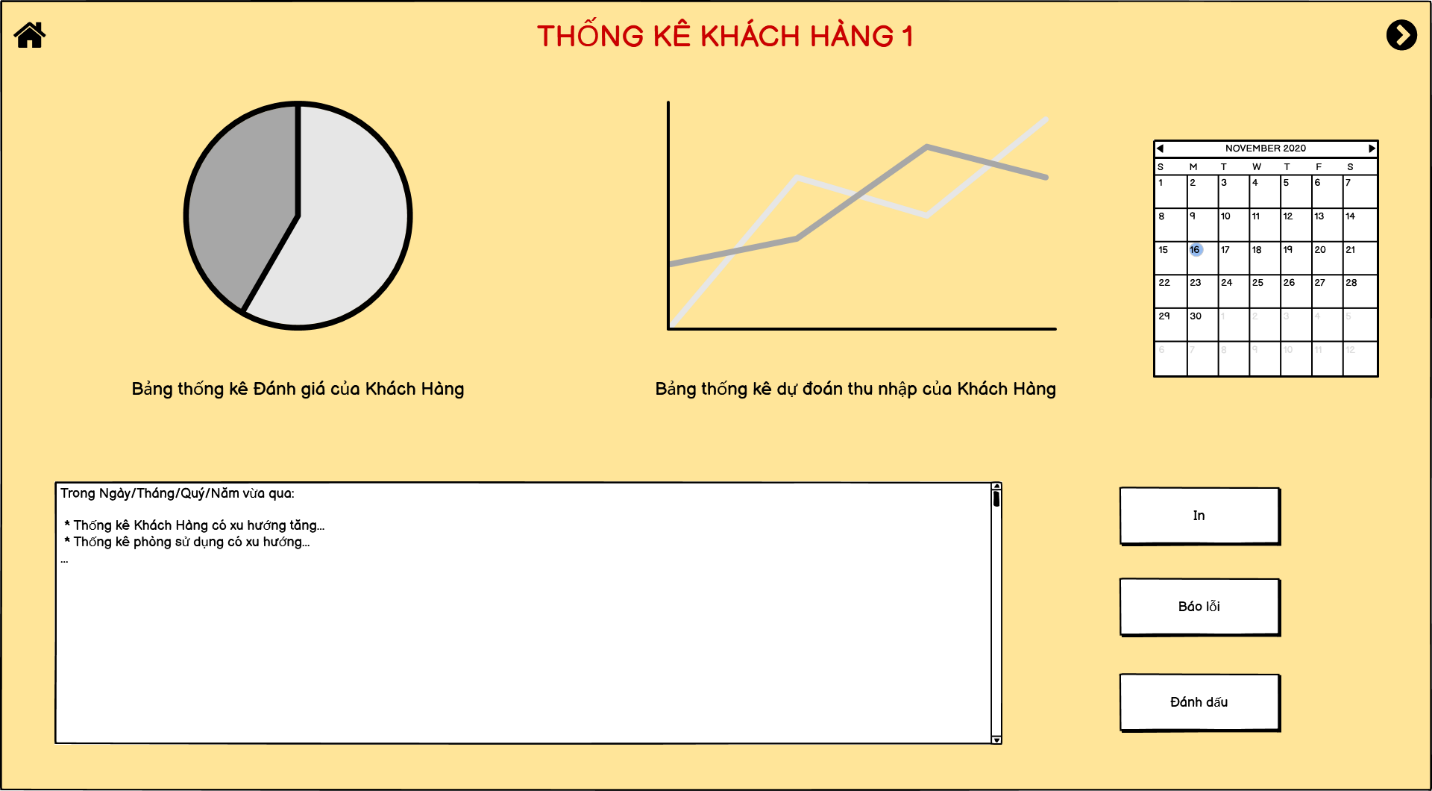 THỐNG KÊ KHÁCH HÀNG 1
NOVEMBER 2020
S M T W T F S
1 2 3 4 5 6 7
8 9 10 11 12 13 14
15 16 17 18 19 20 21
22 23 24 25 26 27 28
29 30 1 2 3 4 5
6 7 8 9 10 11 12
Bảng thống kê Đánh giá của Khách Hàng
Bảng thống kê dự đoán thu nhập của Khách Hàng
Trong Ngày/Tháng/Quý/Năm vừa qua:
* Thống kê Khách Hàng có xu hướng tăng...
* Thống kê phòng sử dụng có xu hướng...
...
In
Báo lỗi
Đánh dấu